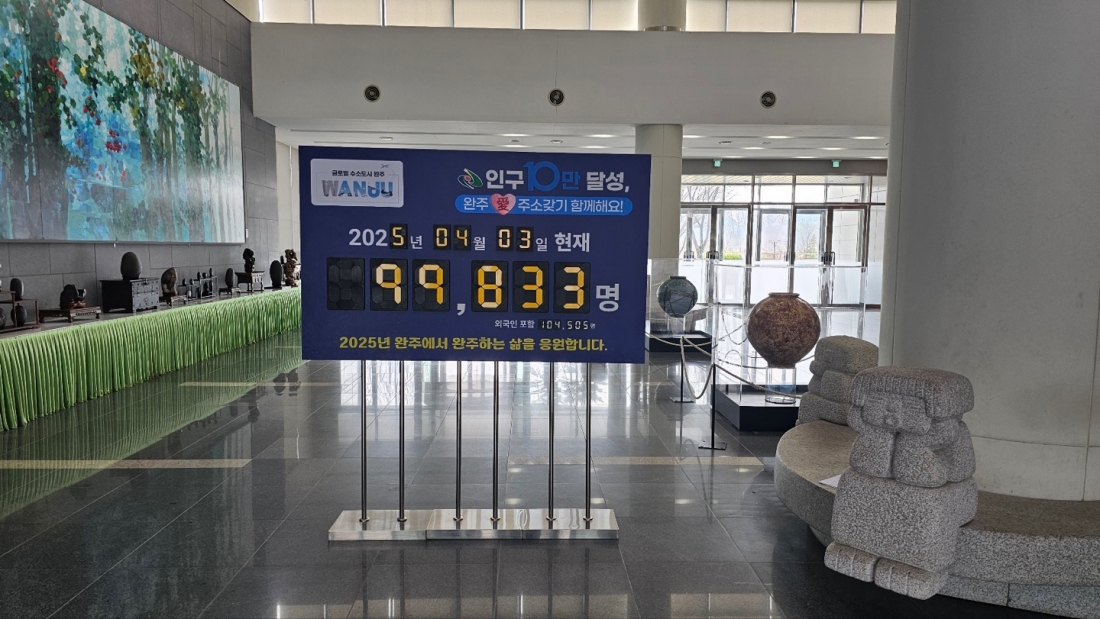 글로벌 수소도시 완주
WANJU
인구10만 달성,
완주 愛 주소갖기 함께해요!
2025년 04월 03일 현재
99,833명
외국인 포함 104,505명
2025년 완주에서 완주하는 삶을 응원합니다.